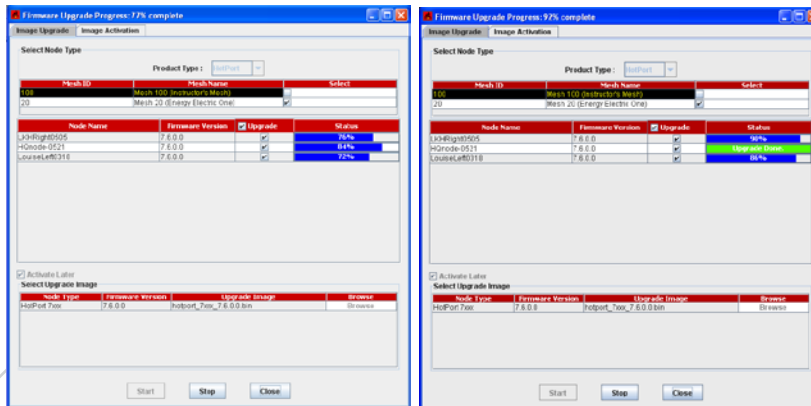 Firmware Upgrade Progress: 77% complete
Image Upgrade Image Activation
Select Node Type
Product Type : HotPort
Mesh ID Mesh Name Select
100 Mesh 100 (Instructor's Mesh)
20 Mesh 20 (Energy Electric One)
Node Name Firmware Version Upgrade Status
LKHRight0505 7.6.0.0 76%
HQnode-0521 7.6.0.0 84%
LouiseLeft0318 7.6.0.0 72%
Activate Later
Select Upgrade Image
Node Type Firmware Version Upgrade Image Browse
HotPort 7xxx 7.6.0.0 hotport_7xxx_7.6.0.0.bin Browse
Start Stop Close
Firmware Upgrade Progress: 92% complete
Image Upgrade Image Activation
Select Node Type
Product Type : HotPort
Mesh ID Mesh Name Select
100 Mesh 100 (Instructor's Mesh)
20 Mesh 20 (Energy Electric One)
Node Name Firmware Version Upgrade Status
LKHRight0505 7.6.0.0 90%
HQnode-0521 7.6.0.0 Upgrade Done.
LouiseLeft0318 7.6.0.0 86%
Activate Later
Select Upgrade Image
Node Type Firmware Version Upgrade Image Browse
HotPort 7xxx 7.6.0.0 hotport_7xxx_7.6.0.0.bin Browse
Start Stop Close